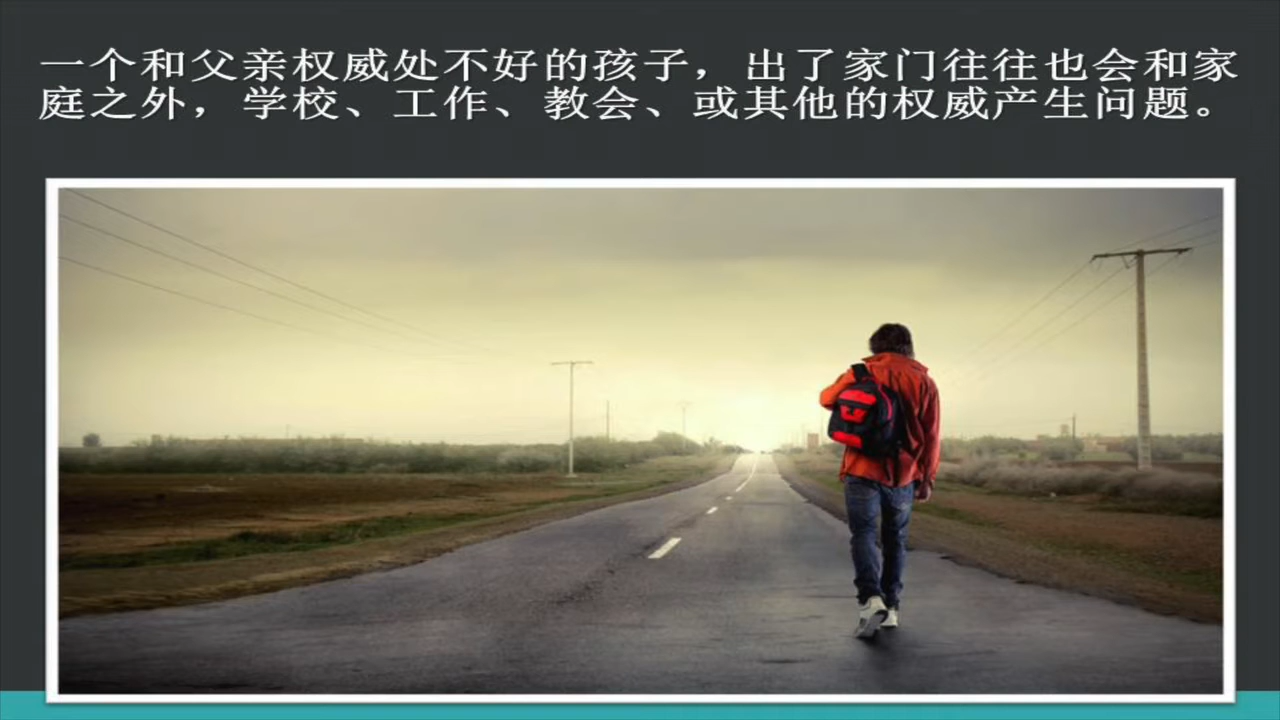 一个和父亲权威处不好的孩子，出了家门往往也会和家
庭之外，学校、工作、教会、或其他的权威产生问题。